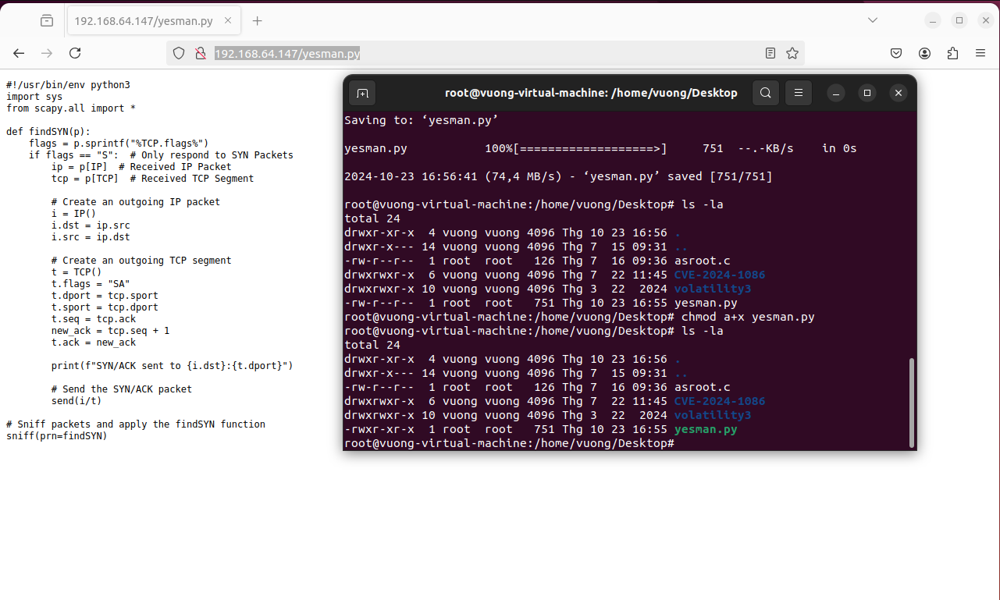 192.168.64.147/yesman.py
192.168.64.147/yesman.py
#!/usr/bin/env python3
import sys
from scapy.all import *
def findSYN(p):
    flags = p.sprintf("%TCP.flags%")
    if flags == "S":  # Only respond to SYN Packets
        ip = p[IP]  # Received IP Packet
        tcp = p[TCP]  # Received TCP Segment
        # Create an outgoing IP packet
        i = IP()
        i.dst = ip.src
        i.src = ip.dst
        # Create an outgoing TCP segment
        t = TCP()
        t.flags = "SA"
        t.dport = tcp.sport
        t.sport = tcp.dport
        t.seq = tcp.ack
        new_ack = tcp.seq + 1
        t.ack = new_ack
        print(f"SYN/ACK sent to {i.dst}:{t.dport}")
        # Send the SYN/ACK packet
        send(i/t)
# Sniff packets and apply the findSYN function
sniff(prn=findSYN)
root@vuong-virtual-machine: /home/vuong/Desktop
Saving to: ‘yesman.py’
yesman.py           100%[===================>]     751  --.-KB/s    in 0s
2024-10-23 16:56:41 (74,4 MB/s) - ‘yesman.py’ saved [751/751]
root@vuong-virtual-machine:/home/vuong/Desktop# ls -la
total 24
drwxr-xr-x  4 vuong vuong 4096 Thg 10 23 16:56 .
drwxr-x--- 14 vuong vuong 4096 Thg 7  15 09:31 ..
-rw-r--r--  1 root  root   126 Thg 7  16 09:36 asroot.c
drwxrwxr-x  6 vuong vuong 4096 Thg 7  22 11:45 CVE-2024-1086
drwxrwxr-x 10 vuong vuong 4096 Thg 3  22  2024 volatility3
-rw-r--r--  1 root  root   751 Thg 10 23 16:55 yesman.py
root@vuong-virtual-machine:/home/vuong/Desktop# chmod a+x yesman.py
root@vuong-virtual-machine:/home/vuong/Desktop# ls -la
total 24
drwxr-xr-x  4 vuong vuong 4096 Thg 10 23 16:56 .
drwxr-x--- 14 vuong vuong 4096 Thg 7  15 09:31 ..
-rw-r--r--  1 root  root   126 Thg 7  16 09:36 asroot.c
drwxrwxr-x  6 vuong vuong 4096 Thg 7  22 11:45 CVE-2024-1086
drwxrwxr-x 10 vuong vuong 4096 Thg 3  22  2024 volatility3
-rwxr-xr-x  1 root  root   751 Thg 10 23 16:55 yesman.py
root@vuong-virtual-machine:/home/vuong/Desktop#